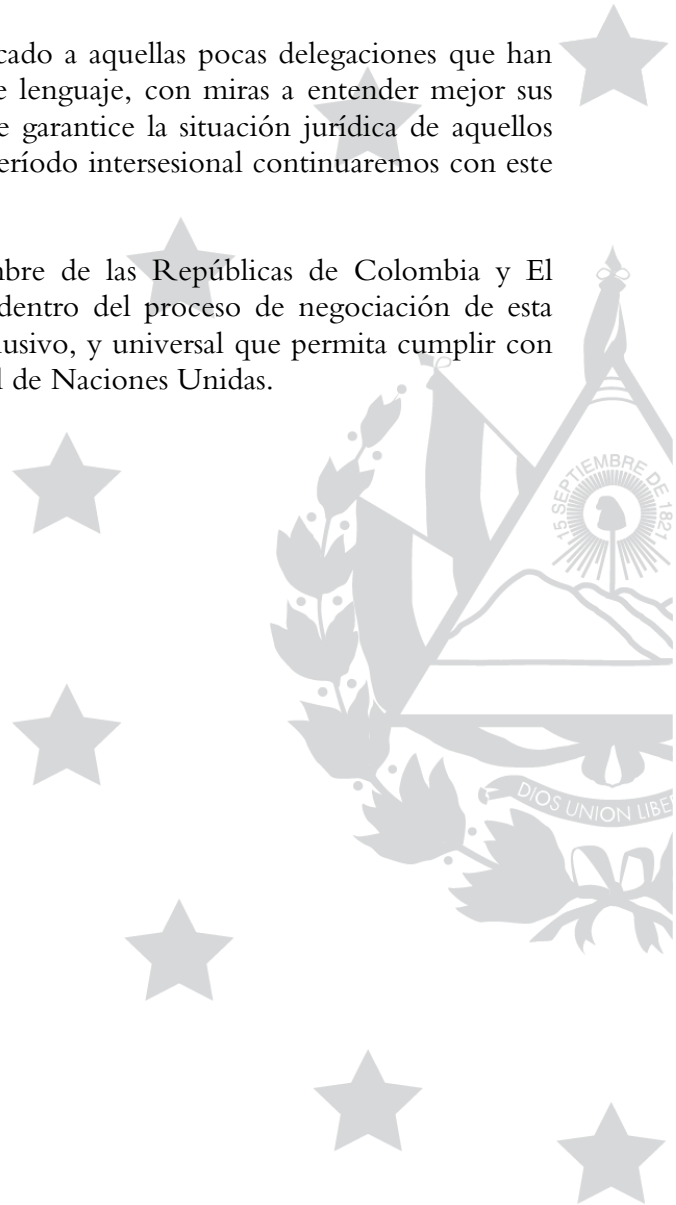 cado a aquellas pocas delegaciones que han
e lenguaje, con miras a entender mejor sus
e garantice la situación jurídica de aquellos
eríodo intersesional continuaremos con este
nbre de las Repúblicas de Colombia y El
dentro del proceso de negociación de esta
lusivo, y universal que permita cumplir con
l de Naciones Unidas.
15 SEPTIEMBRE DE 1821
DIOS UNION LIBE